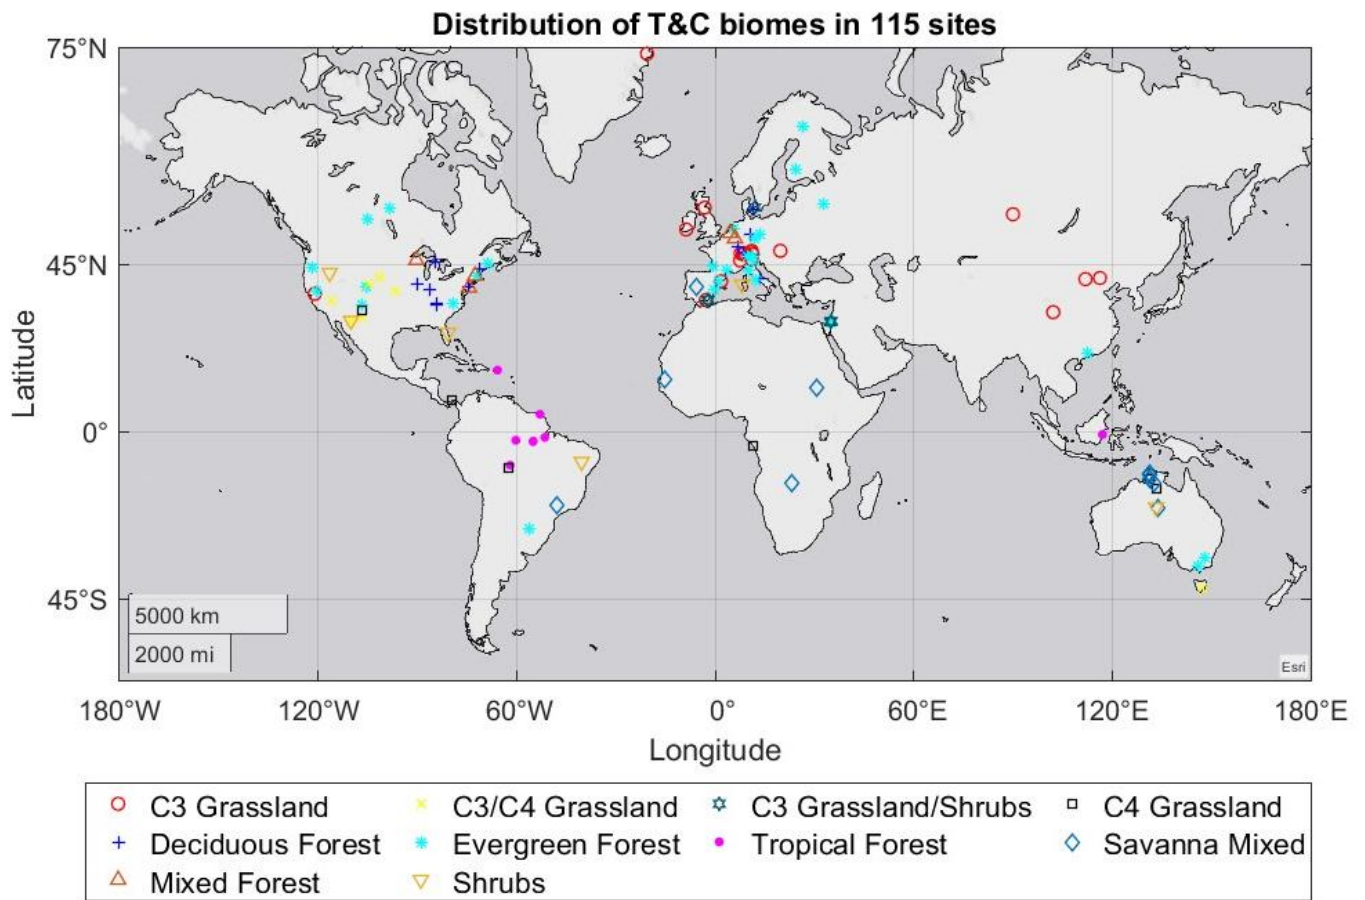 Distribution of T&C biomes in 115 sites
75°N
45°N
0°
45°S
Latitude
5000 km
2000 mi
Esri
180°W 120°W 60°W 0° 60°E 120°E 180°E
Longitude
C3 Grassland C3/C4 Grassland C3 Grassland/Shrubs C4 Grassland
Deciduous Forest Evergreen Forest Tropical Forest Savanna Mixed
Mixed Forest Shrubs